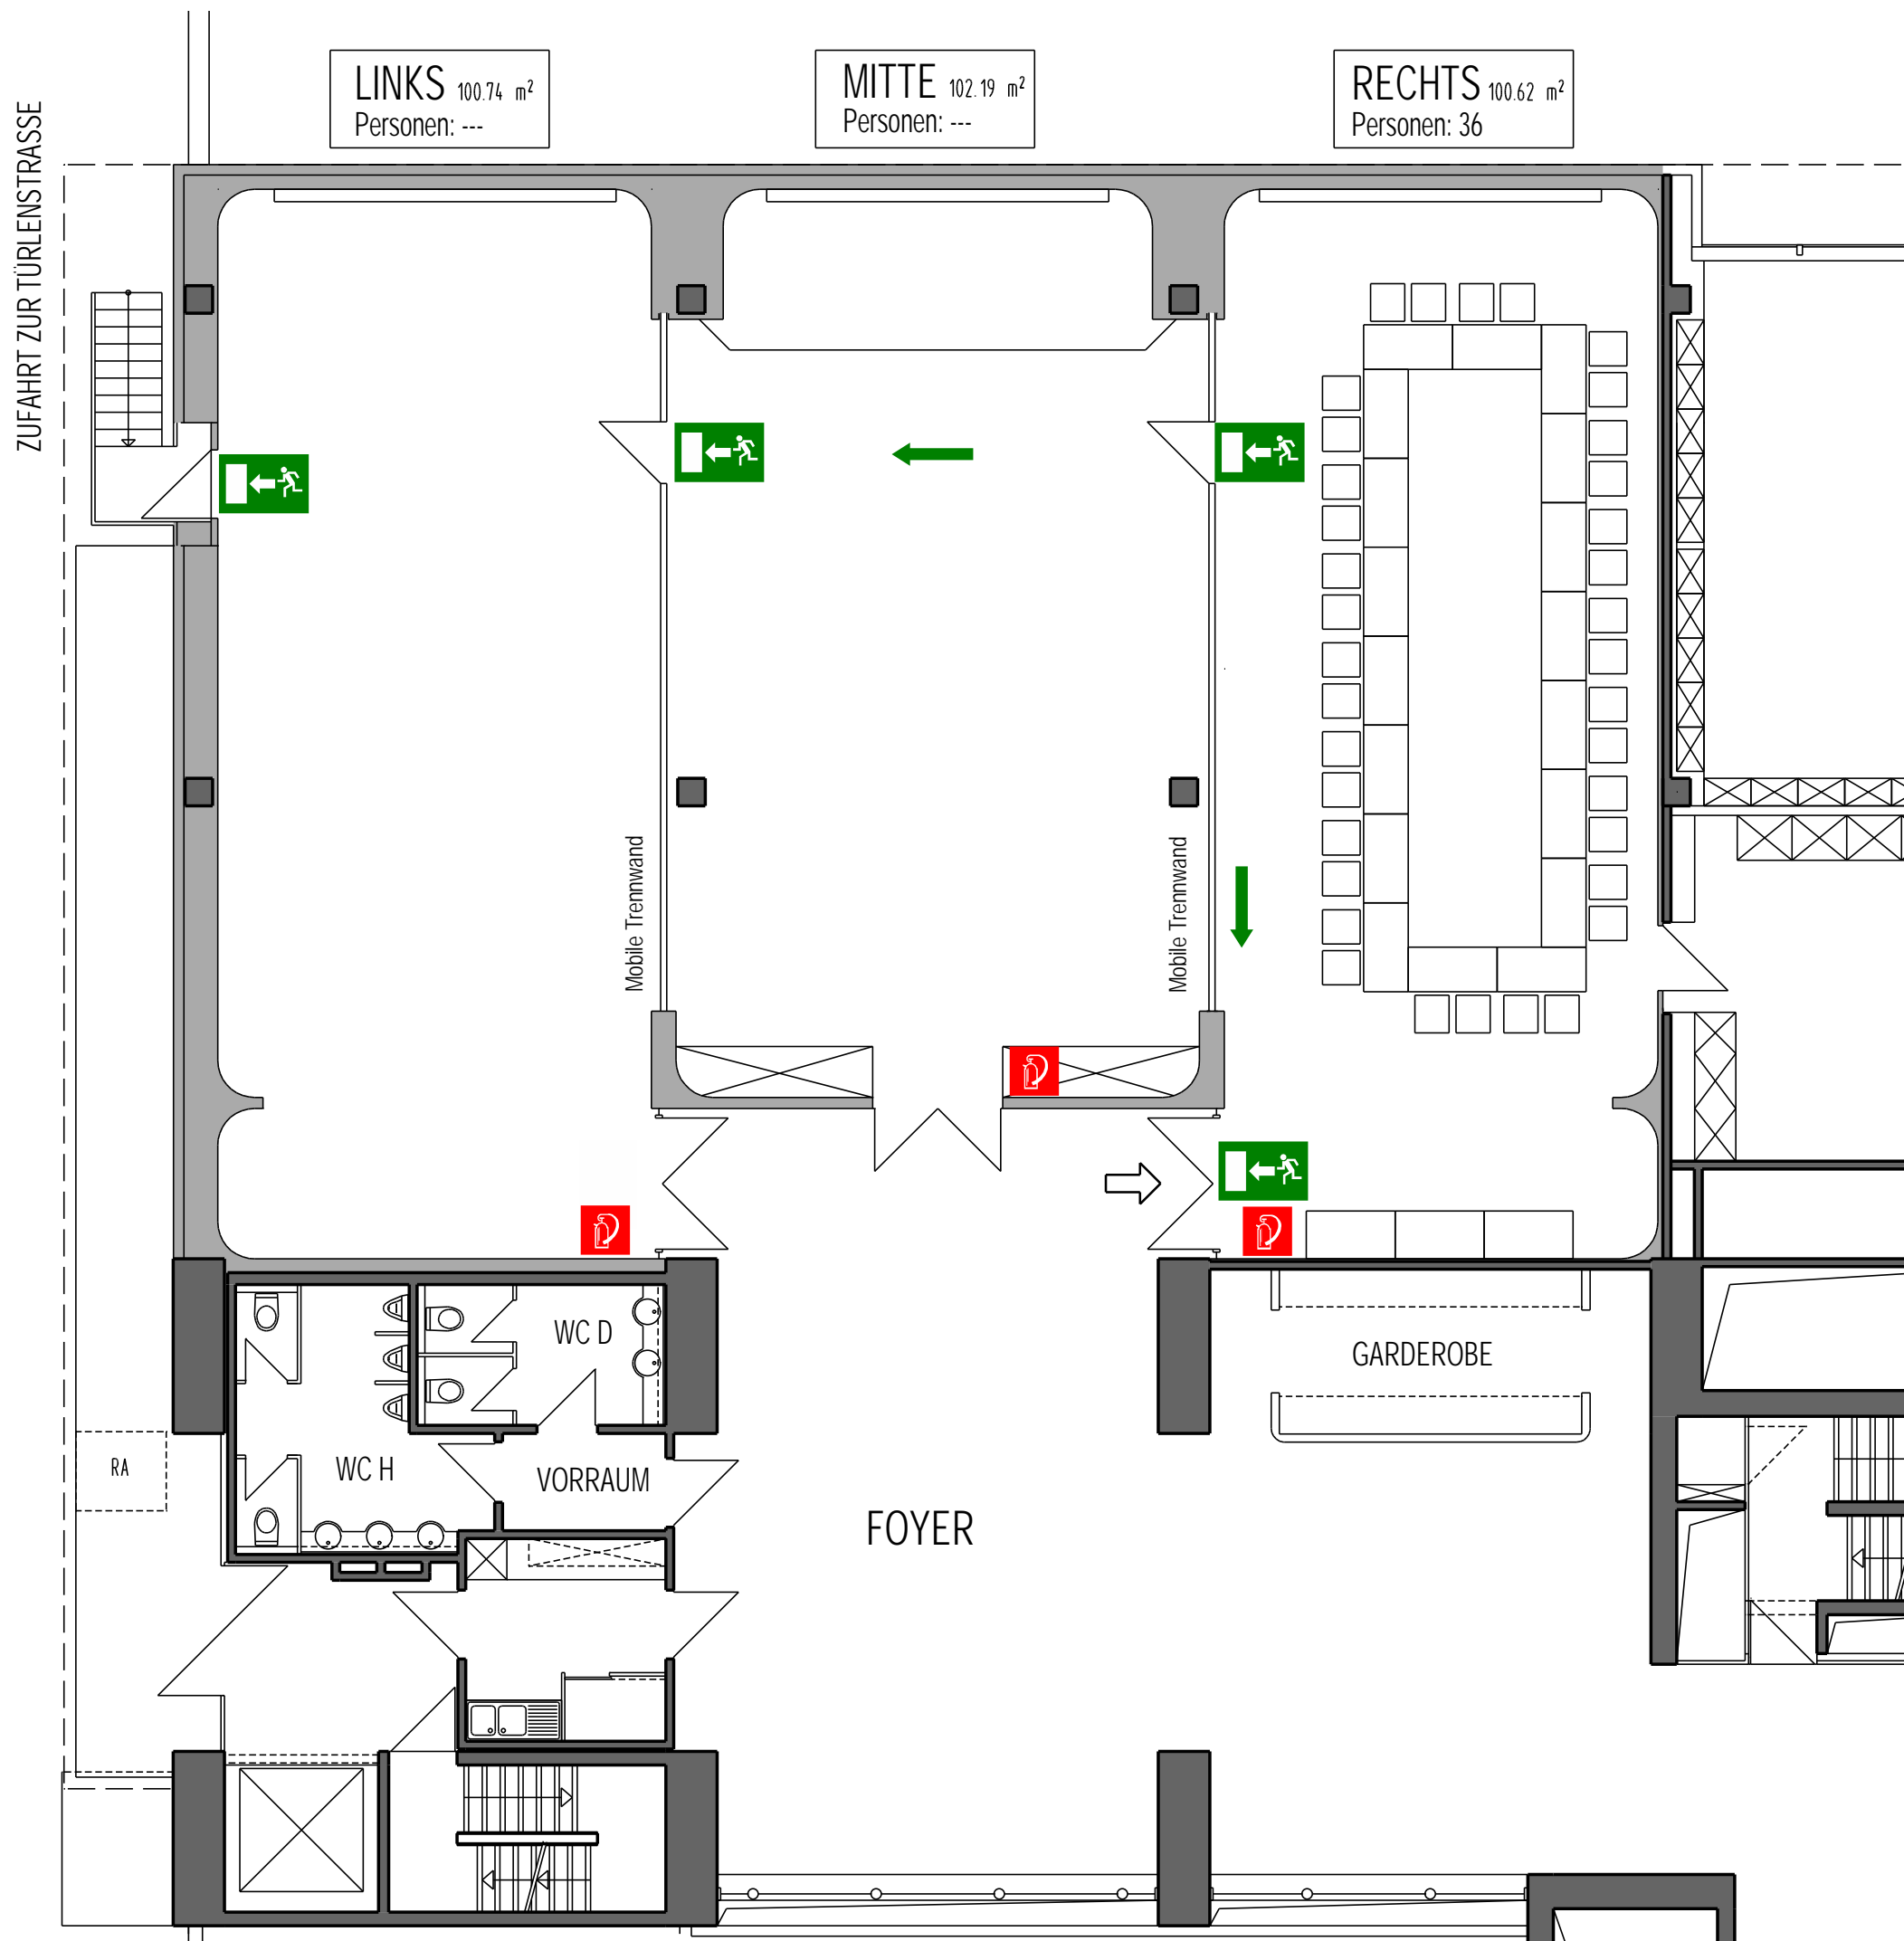 LINKS 100.74 m²
Personen: ---
MITTE 102.19 m²
Personen: ---
RECHTS 100.62 m²
Personen: 36
ZUFAHRT ZUR TÜRLENSTRASSE
Mobile Trennwand
Mobile Trennwand
WC D
GARDEROBE
WC H
VORRAUM
RA
FOYER